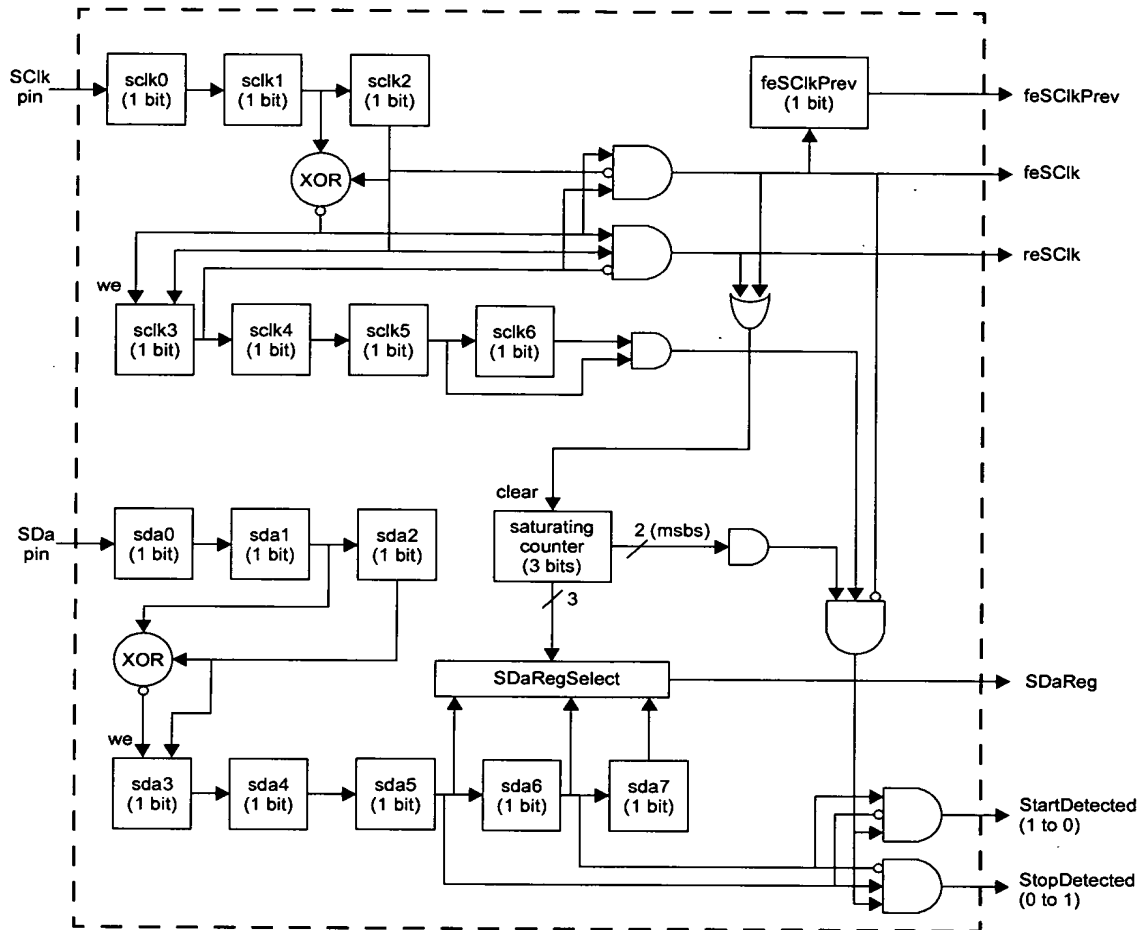 SClk
pin
sclk0
(1 bit)
sclk1
(1 bit)
sclk2
(1 bit)
feSClkPrev
(1 bit)
feSClkPrev
XOR
feSClk
reSClk
we
sclk3
(1 bit)
sclk4
(1 bit)
sclk5
(1 bit)
sclk6
(1 bit)
clear
SDa
pin
sda0
(1 bit)
sda1
(1 bit)
sda2
(1 bit)
saturating
counter
(3 bits)
2 (msbs)
3
XOR
SDaRegSelect
SDaReg
we
sda3
(1 bit)
sda4
(1 bit)
sda5
(1 bit)
sda6
(1 bit)
sda7
(1 bit)
StartDetected
(1 to 0)
StopDetected
(0 to 1)